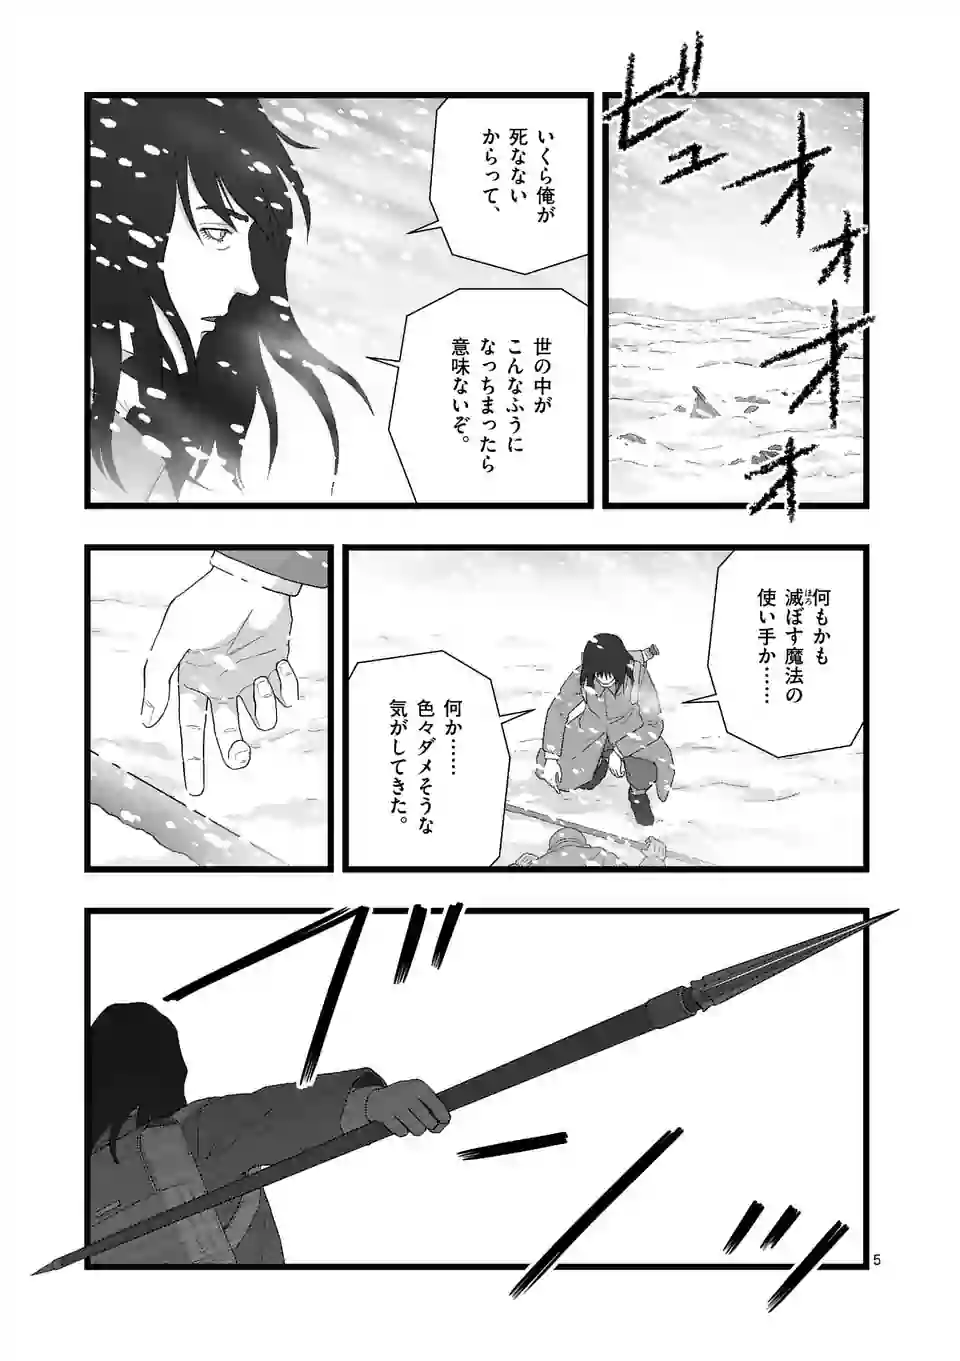 ビュ
オ
オ
オ
オ
いくら俺が
死なない
からって、
世の中が
こんなふうに
なっちまったら
意味ないぞ。
何もかも
滅ぼす魔法の
ほろ
使い手か……
何か……
色々ダメそうな
気がしてきた。
ブン
5